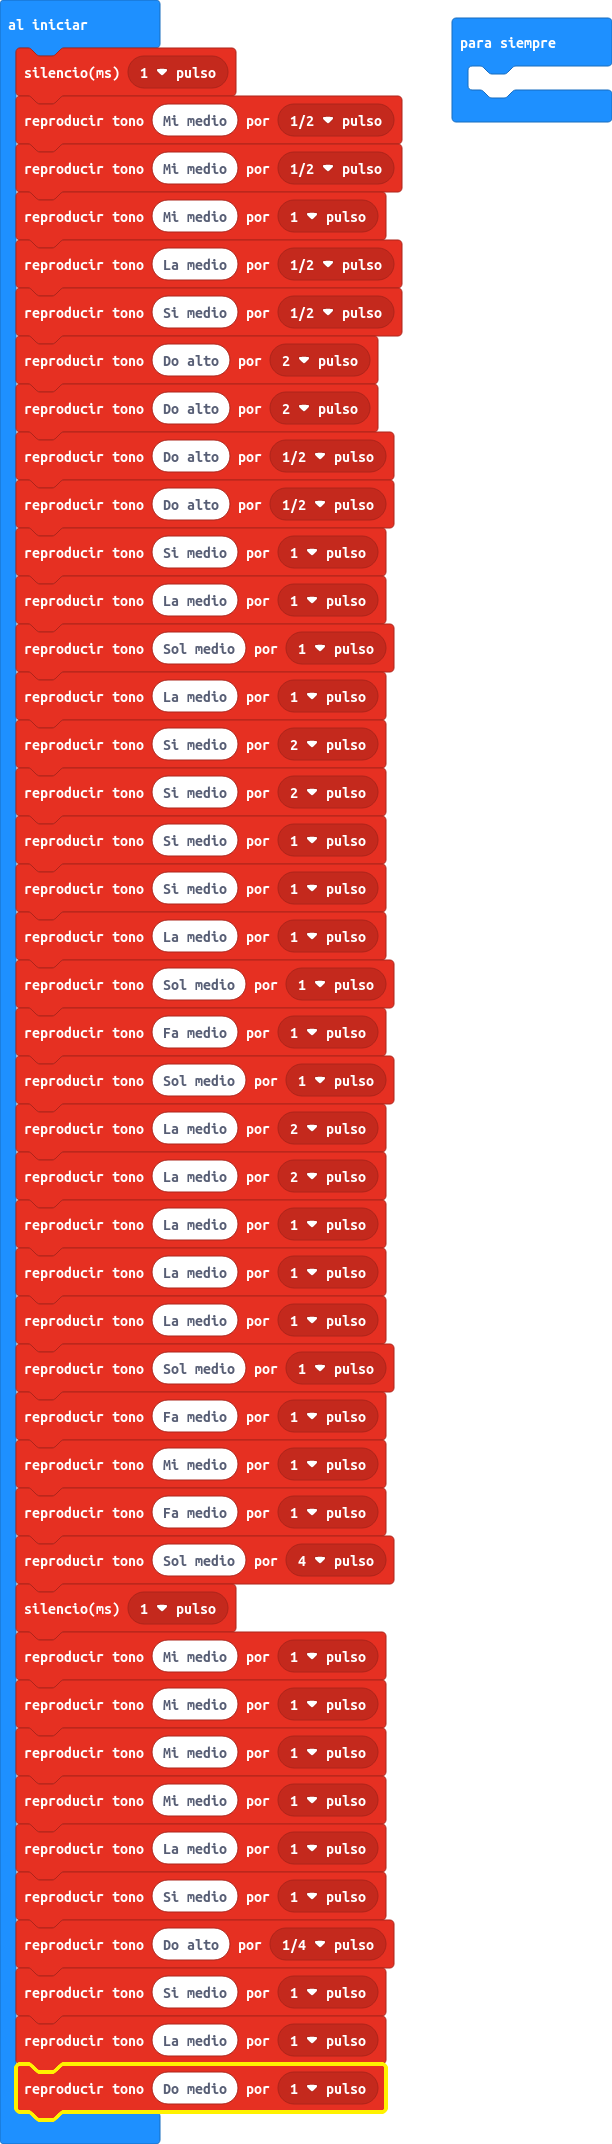 al iniciar
para siempre
silencio(ms) 1 pulso
reproducir tono Mi medio por 1/2 pulso
reproducir tono Mi medio por 1/2 pulso
reproducir tono Mi medio por 1 pulso
reproducir tono La medio por 1/2 pulso
reproducir tono Si medio por 1/2 pulso
reproducir tono Do alto por 2 pulso
reproducir tono Do alto por 2 pulso
reproducir tono Do alto por 1/2 pulso
reproducir tono Do alto por 1/2 pulso
reproducir tono Si medio por 1 pulso
reproducir tono La medio por 1 pulso
reproducir tono Sol medio por 1 pulso
reproducir tono La medio por 1 pulso
reproducir tono Si medio por 2 pulso
reproducir tono Si medio por 2 pulso
reproducir tono Si medio por 1 pulso
reproducir tono Si medio por 1 pulso
reproducir tono La medio por 1 pulso
reproducir tono Sol medio por 1 pulso
reproducir tono Fa medio por 1 pulso
reproducir tono Sol medio por 1 pulso
reproducir tono La medio por 2 pulso
reproducir tono La medio por 2 pulso
reproducir tono La medio por 1 pulso
reproducir tono La medio por 1 pulso
reproducir tono La medio por 1 pulso
reproducir tono Sol medio por 1 pulso
reproducir tono Fa medio por 1 pulso
reproducir tono Mi medio por 1 pulso
reproducir tono Fa medio por 1 pulso
reproducir tono Sol medio por 4 pulso
silencio(ms) 1 pulso
reproducir tono Mi medio por 1 pulso
reproducir tono Mi medio por 1 pulso
reproducir tono Mi medio por 1 pulso
reproducir tono Mi medio por 1 pulso
reproducir tono La medio por 1 pulso
reproducir tono Si medio por 1 pulso
reproducir tono Do alto por 1/4 pulso
reproducir tono Si medio por 1 pulso
reproducir tono La medio por 1 pulso
reproducir tono Do medio por 1 pulso